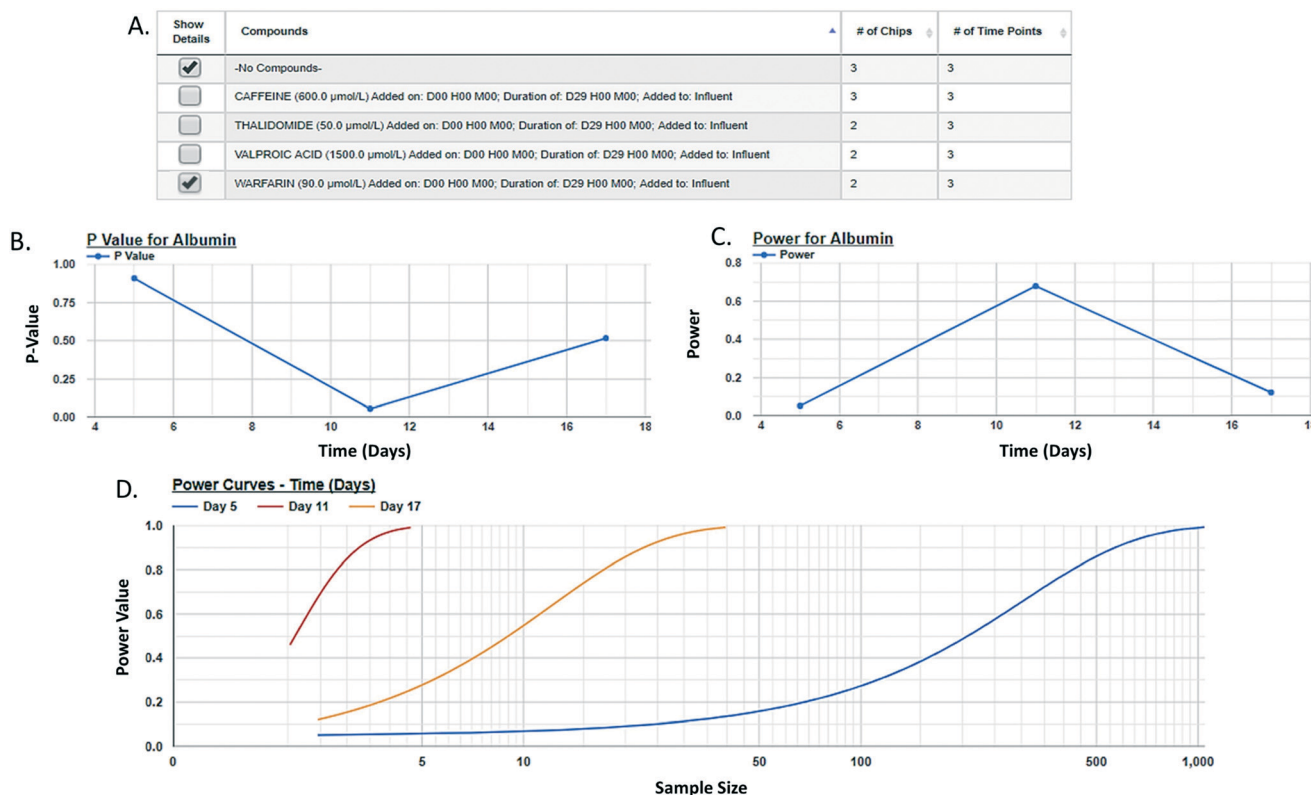 A.
Show Details Compounds # of Chips # of Time Points
-No Compounds- 3 3
CAFFEINE (600.0 µmol/L) Added on: D00 H00 M00; Duration of: D29 H00 M00; Added to: Influent 3 3
THALIDOMIDE (50.0 µmol/L) Added on: D00 H00 M00; Duration of: D29 H00 M00; Added to: Influent 2 3
VALPROIC ACID (1500.0 µmol/L) Added on: D00 H00 M00; Duration of: D29 H00 M00; Added to: Influent 2 3
WARFARIN (90.0 µmol/L) Added on: D00 H00 M00; Duration of: D29 H00 M00; Added to: Influent 2 3
B.
P Value for Albumin
P Value
1.00
0.75
0.50
0.25
0.00
P-Value
4 6 8 10 12 14 16 18
Time (Days)
C.
Power for Albumin
Power
0.8
0.6
0.4
0.2
0.0
Power
4 6 8 10 12 14 16 18
Time (Days)
D.
Power Curves - Time (Days)
Day 5 Day 11 Day 17
1.0
0.8
0.6
0.4
0.2
0.0
Power Value
0 5 10 50 100 500 1,000
Sample Size